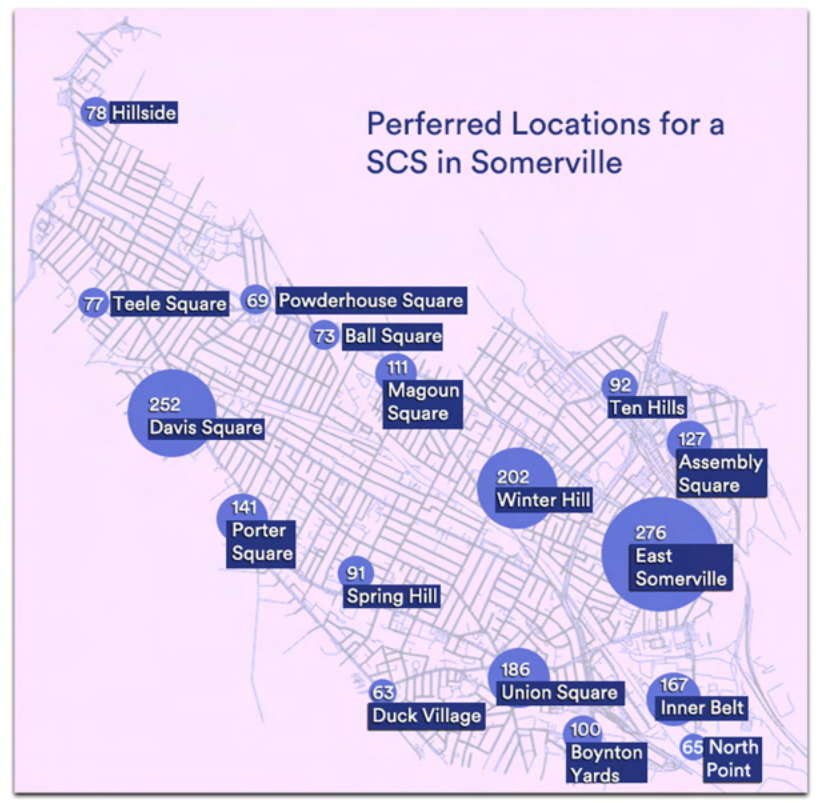 Perferred Locations for a
SCS in Somerville
78 Hillside
77 Teele Square
69 Powderhouse Square
73 Ball Square
111
Magoun
Square
92
Ten Hills
252
Davis Square
127
Assembly
Square
202
Winter Hill
141
Porter
Square
276
East
Somerville
91
Spring Hill
186
Union Square
167
Inner Belt
63
Duck Village
100
Boynton
Yards
65 North
Point